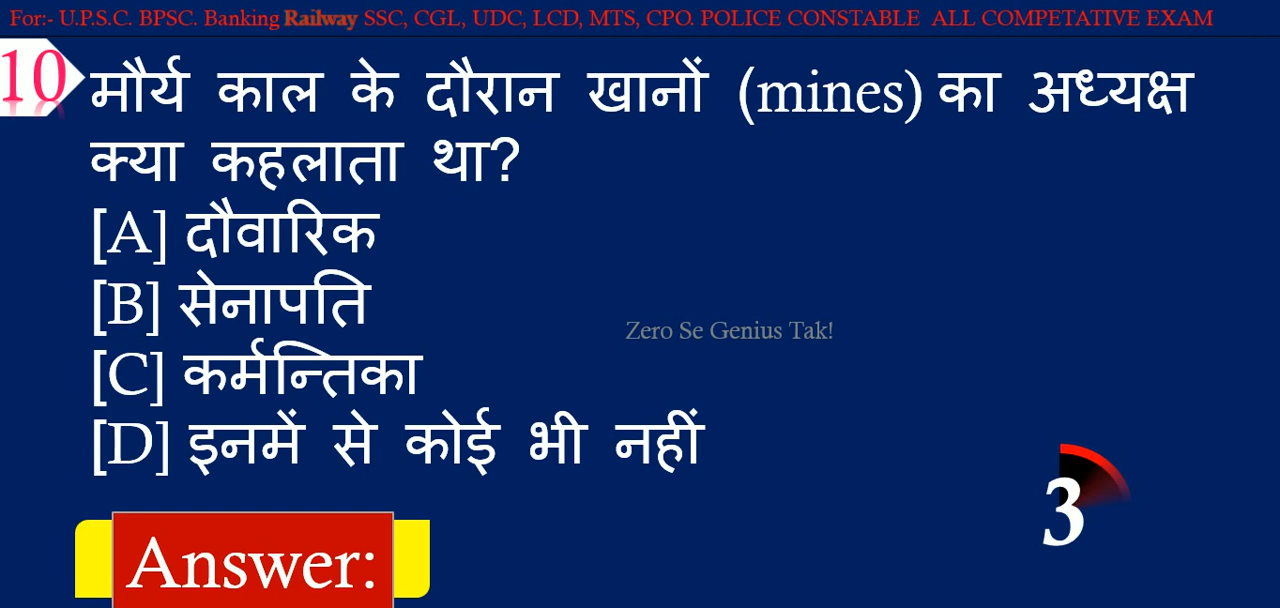 For:- U.P.S.C. BPSC. Banking Railway SSC, CGL, UDC, LCD, MTS, CPO. POLICE CONSTABLE ALL COMPETATIVE EXAM
10
मौर्य काल के दौरान खानों (mines) का अध्यक्ष
क्या कहलाता था?
[A] दौवारिक
[B] सेनापति
[C] कर्मन्तिका
[D] इनमें से कोई भी नहीं
Zero Se Genius Tak!
3
Answer: